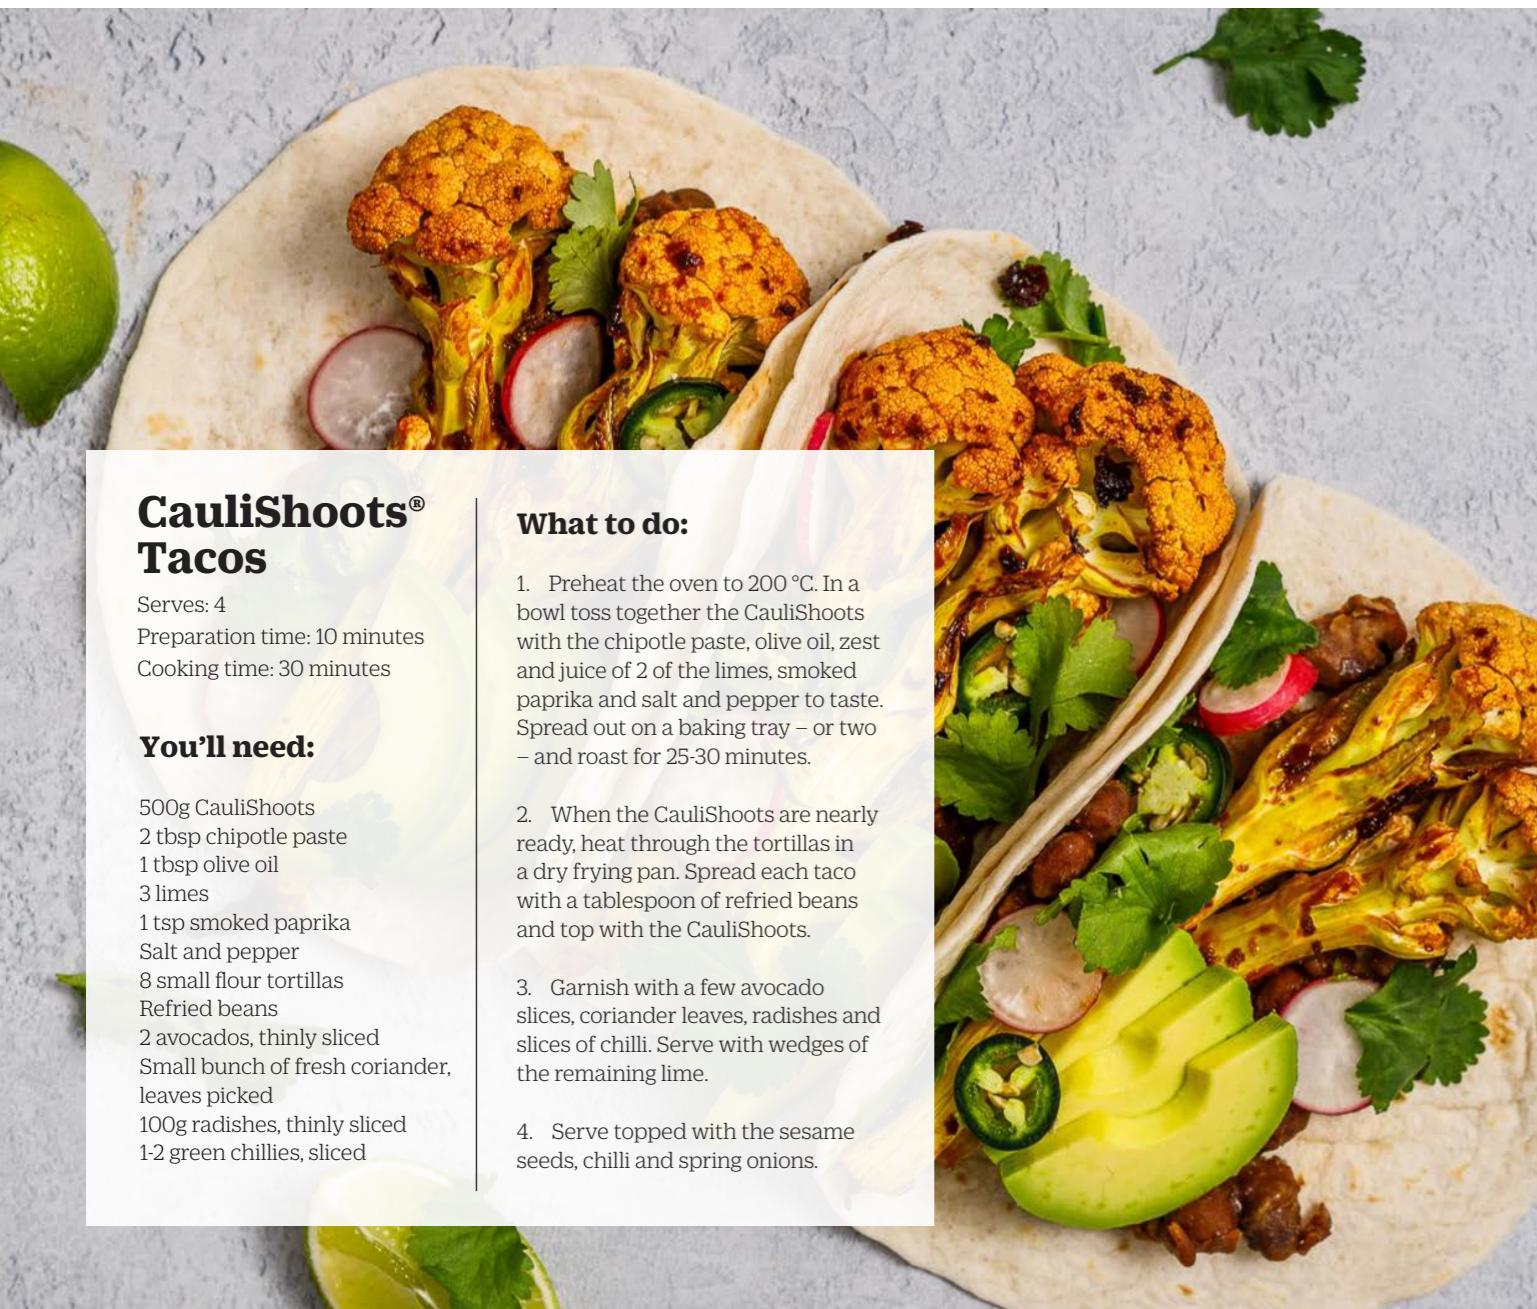 CauliShoots®
Tacos
Serves: 4
Preparation time: 10 minutes
Cooking time: 30 minutes
You’ll need:
500g CauliShoots
2 tbsp chipotle paste
1 tbsp olive oil
3 limes
1 tsp smoked paprika
Salt and pepper
8 small flour tortillas
Refried beans
2 avocados, thinly sliced
Small bunch of fresh coriander,
leaves picked
100g radishes, thinly sliced
1-2 green chillies, sliced
What to do:
1. Preheat the oven to 200 °C. In a
bowl toss together the CauliShoots
with the chipotle paste, olive oil, zest
and juice of 2 of the limes, smoked
paprika and salt and pepper to taste.
Spread out on a baking tray – or two
– and roast for 25-30 minutes.
2. When the CauliShoots are nearly
ready, heat through the tortillas in
a dry frying pan. Spread each taco
with a tablespoon of refried beans
and top with the CauliShoots.
3. Garnish with a few avocado
slices, coriander leaves, radishes and
slices of chilli. Serve with wedges of
the remaining lime.
4. Serve topped with the sesame
seeds, chilli and spring onions.